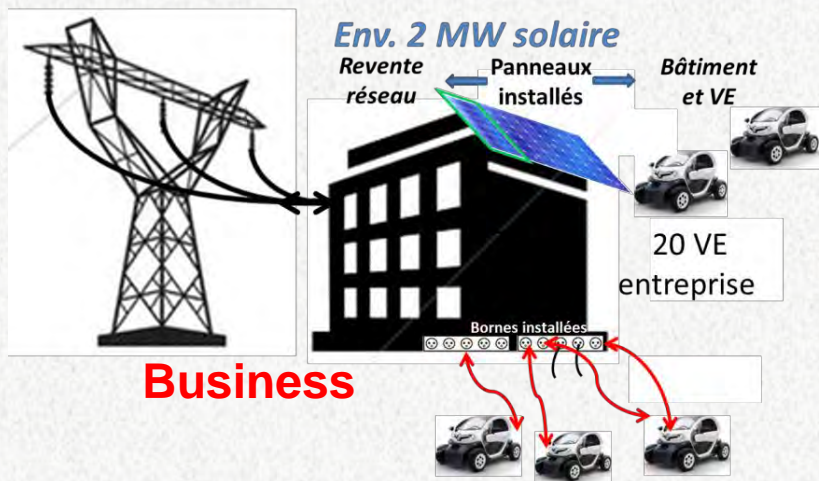 Env. 2 MW solaire
Revente
réseau
Panneaux
installés
Bâtiment
et VE
20 VE
entreprise
Bornes installées
Business